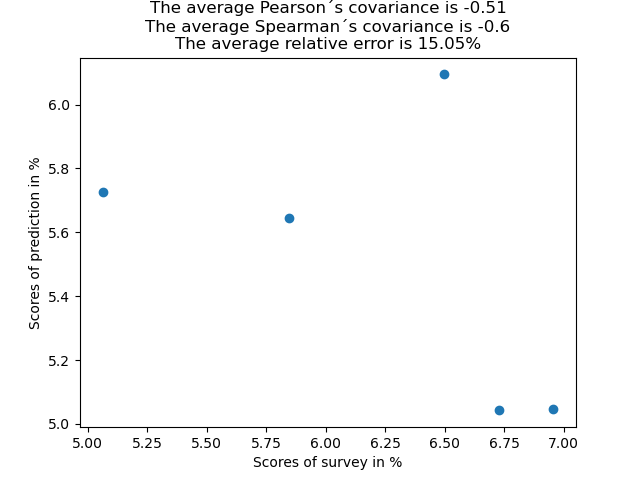 The average Pearson´s covariance is -0.51
The average Spearman´s covariance is -0.6
The average relative error is 15.05%
6.0
5.8
5.6
5.4
5.2
5.0
Scores of prediction in %
5.00 5.25 5.50 5.75 6.00 6.25 6.50 6.75 7.00
Scores of survey in %